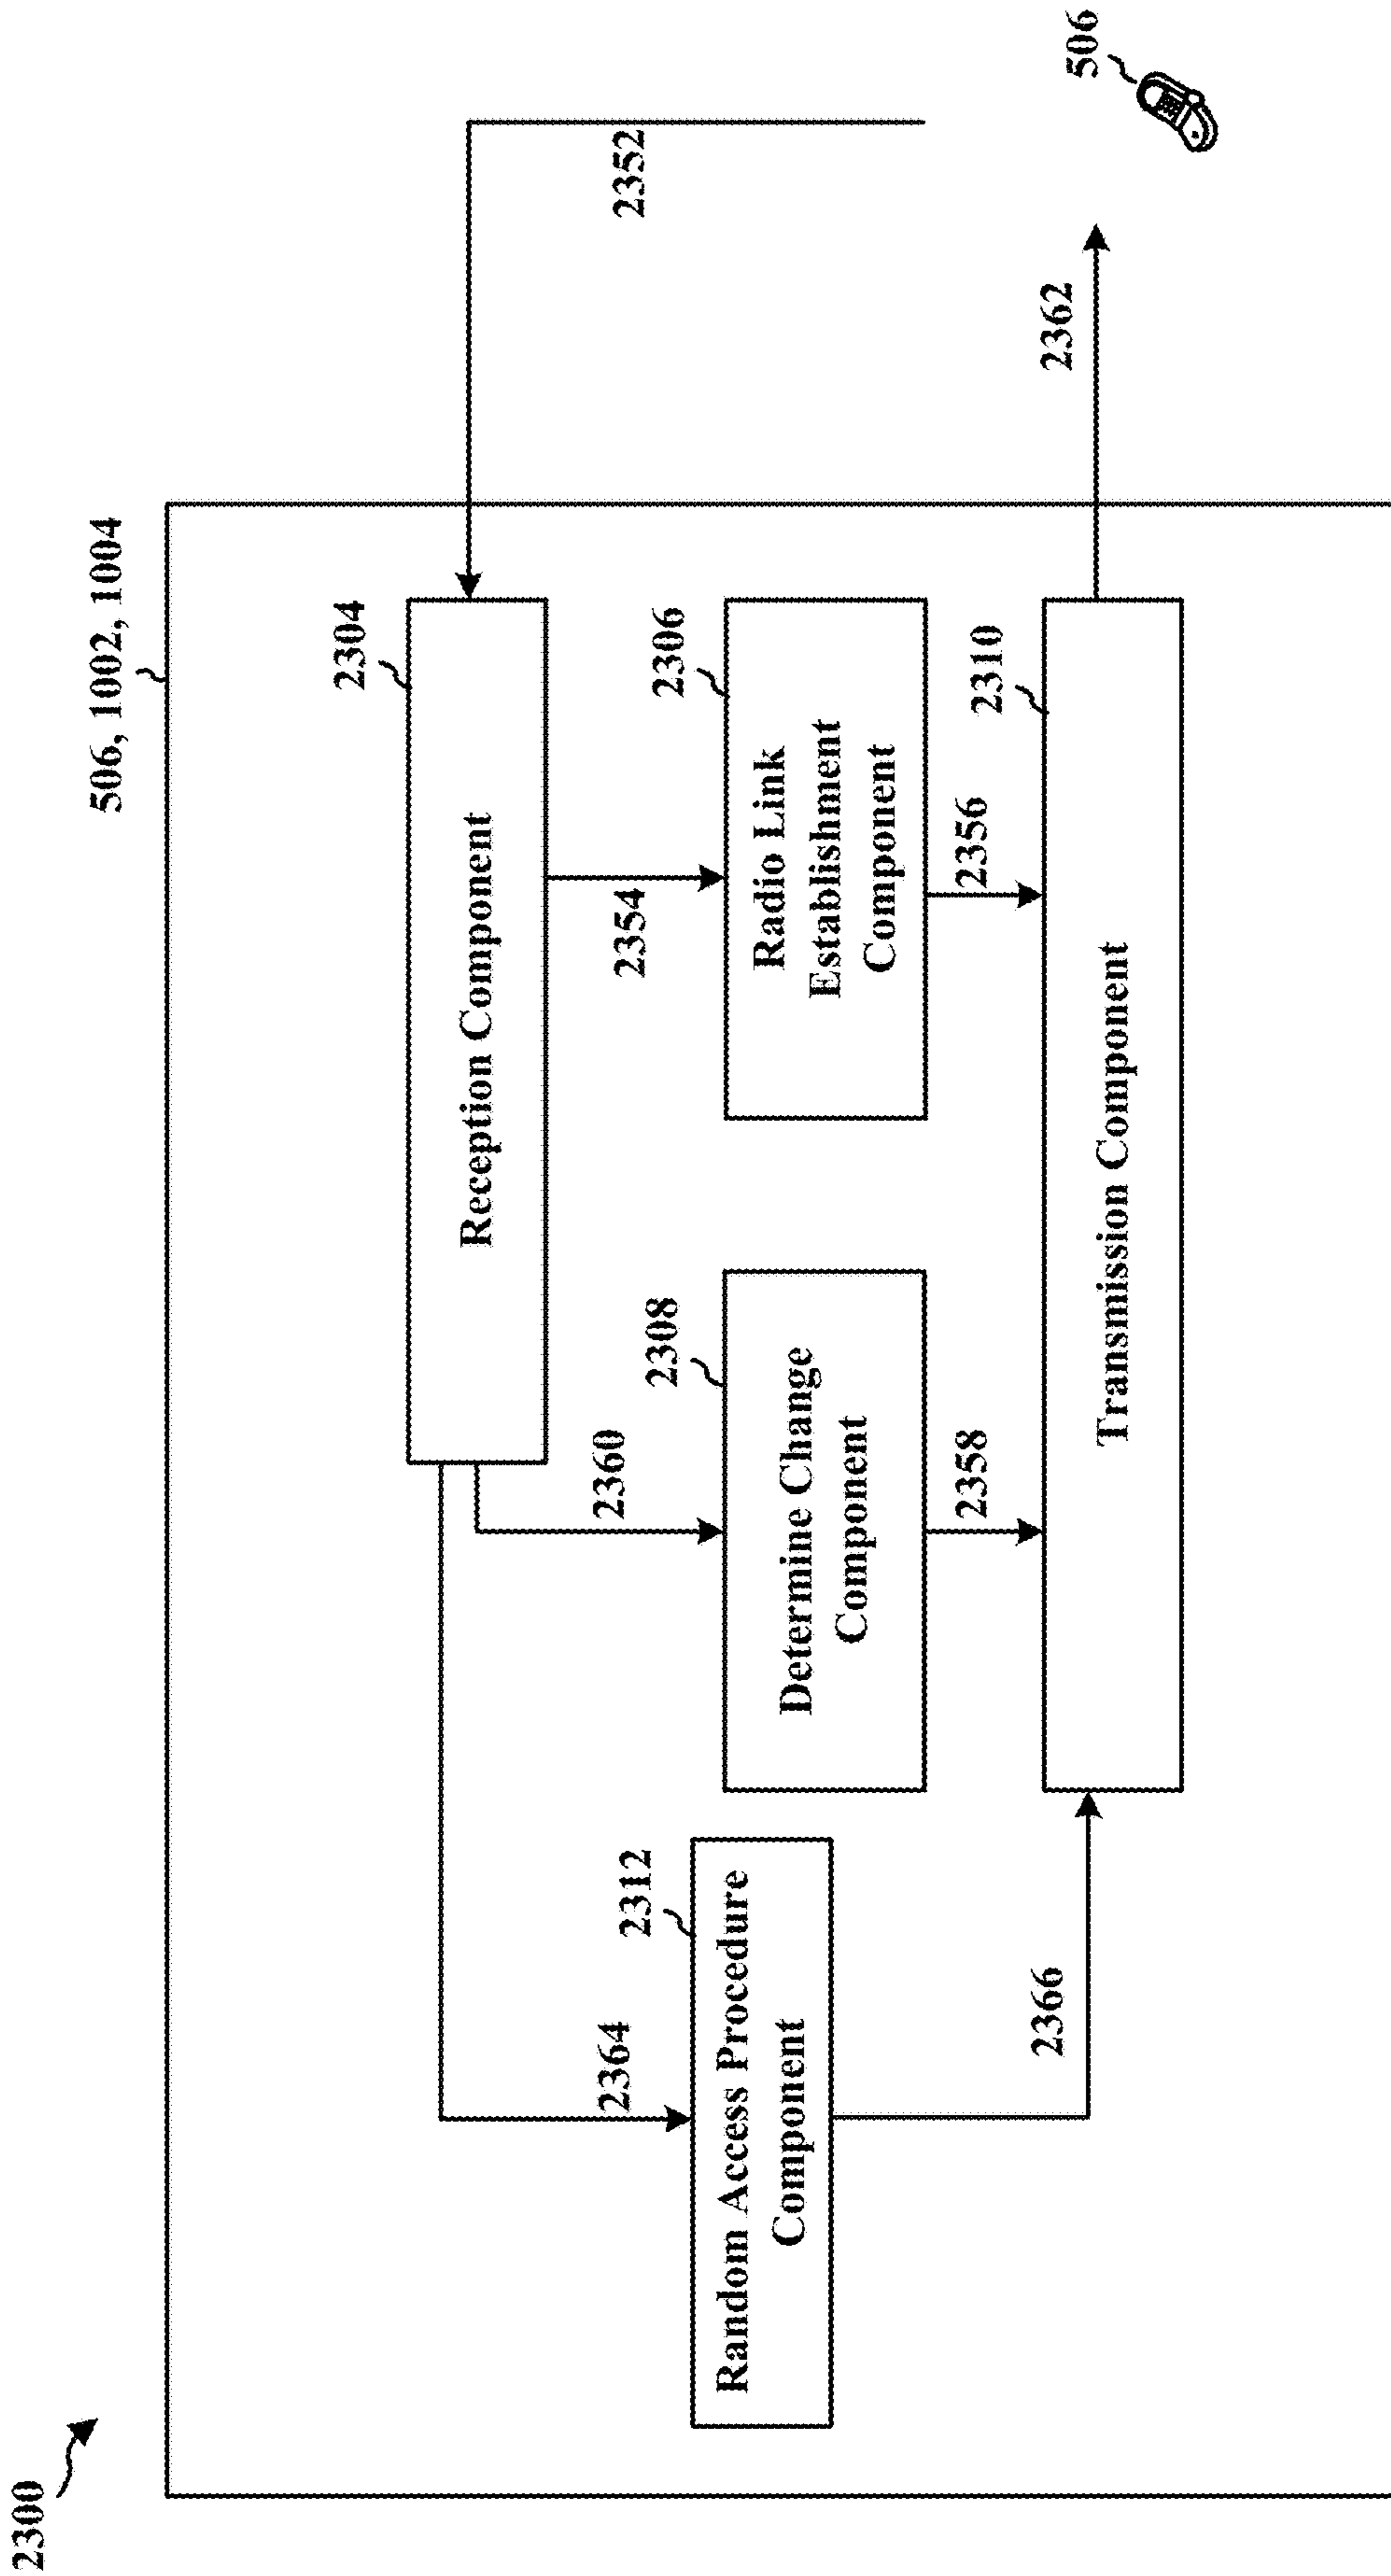 2300
506, 1002, 1004
2304
Reception Component
2352
506
2364
2360
2354
2312
2308
2306
Random Access Procedure
Component
Determine Change
Component
Radio Link
Establishment
Component
2366
2358
2356
2310
2362
Transmission Component